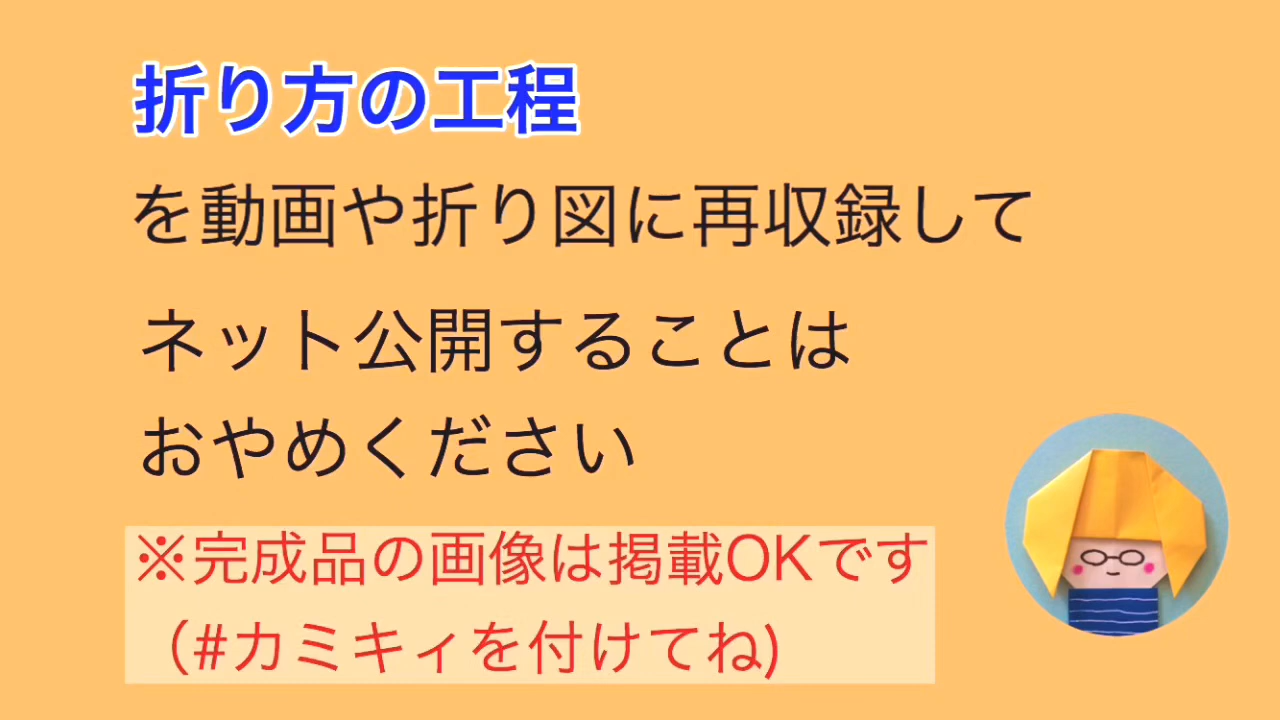 折り方の工程
を動画や折り図に再収録して
ネット公開することは
おやめください
※完成品の画像は掲載OKです
（#カミキィを付けてね)